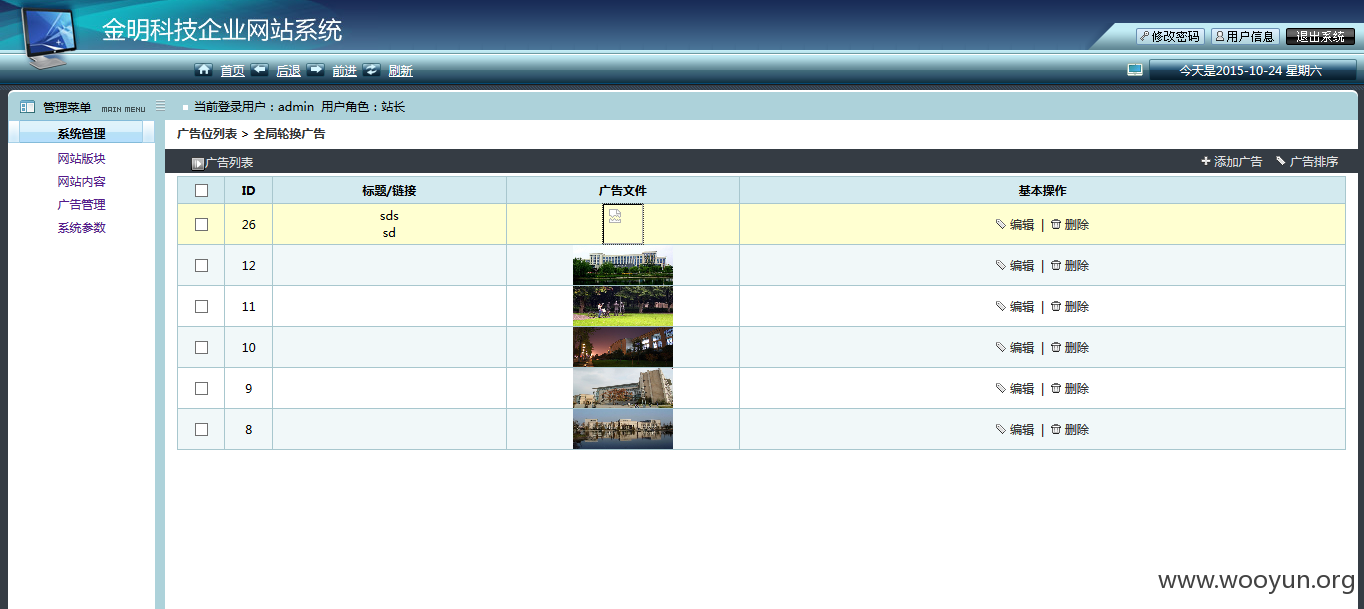 金明科技企业网站系统
修改密码 用户信息 退出系统
首页 后退 前进 刷新
今天是2015-10-24 星期六
管理菜单 MAIN MENU
当前登录用户：admin 用户角色：站长
系统管理
网站版块
网站内容
广告管理
系统参数
广告位列表 > 全局轮换广告
广告列表
添加广告 广告排序
ID 标题/链接 广告文件 基本操作
26 sds
sd
编辑 | 删除
12 编辑 | 删除
11 编辑 | 删除
10 编辑 | 删除
9 编辑 | 删除
8 编辑 | 删除
www.wooyun.org